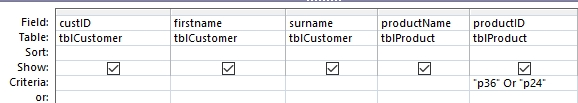 Field: custID firstname surname productName productID
Table: tblCustomer tblCustomer tblCustomer tblProduct tblProduct
Sort:
Show:
Criteria: "p36" Or "p24"
or: